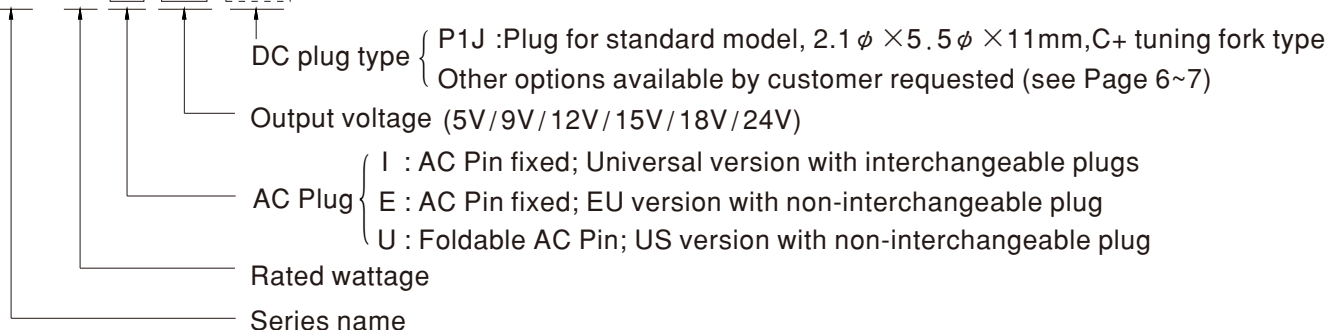 DC plug type { P1J :Plug for standard model, 2.1 φ ×5.5 φ ×11mm,C+ tuning fork type
Other options available by customer requested (see Page 6~7)
Output voltage (5V/9V/12V/15V/18V/24V)
I : AC Pin fixed; Universal version with interchangeable plugs
AC Plug { E : AC Pin fixed; EU version with non-interchangeable plug
U : Foldable AC Pin; US version with non-interchangeable plug
Rated wattage
Series name